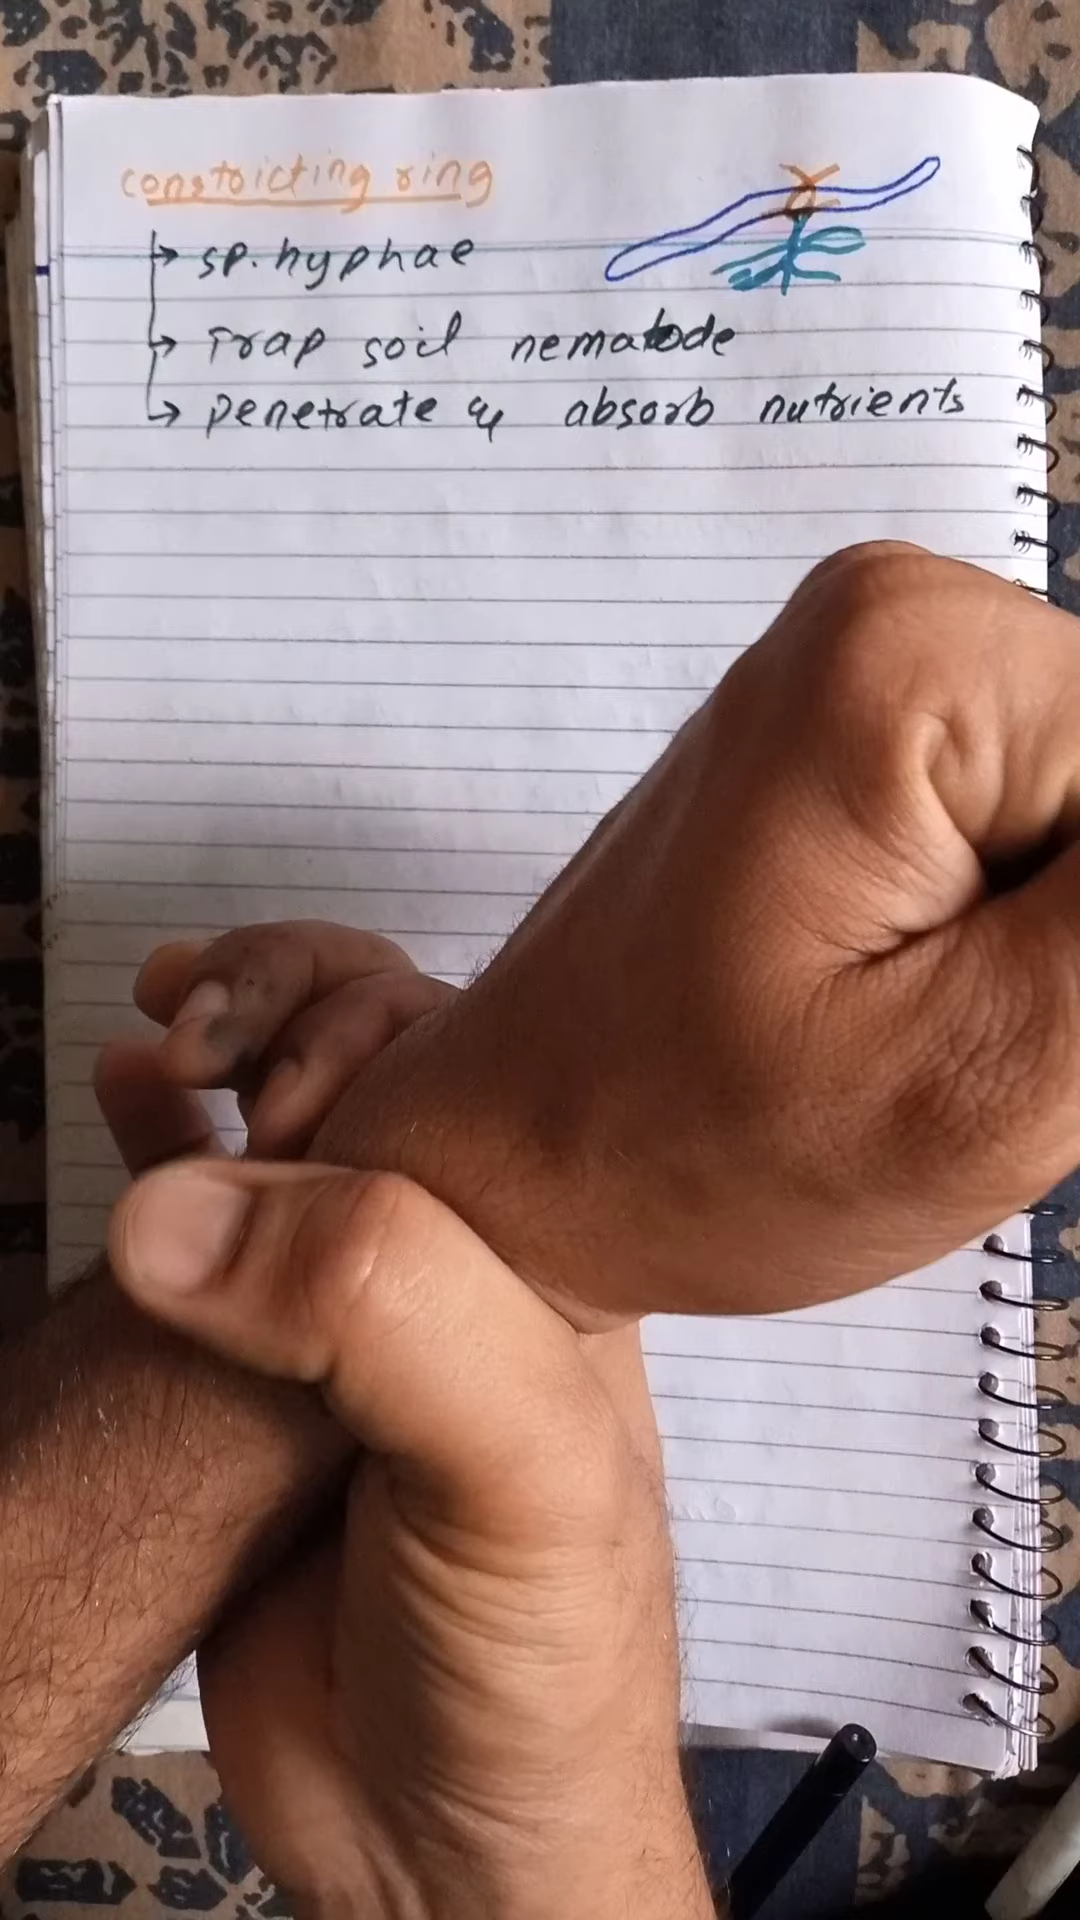 constricting ring
→ sp. hyphae
→ Trap soil nematode
→ penetrate & absorb nutrients